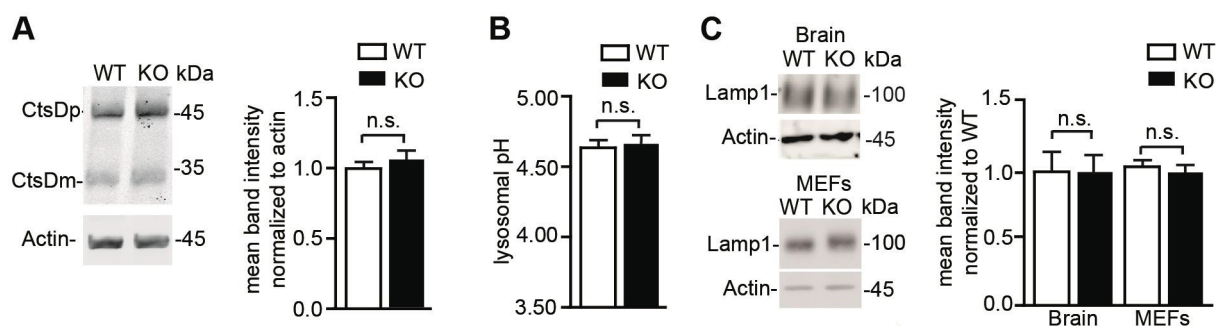 A
WT KO kDa
CtsDp-
-45
-35
CtsDm-
Actin-
-45
WT
KO
mean band intensity
normalized to actin
1.5
1.0
0.5
0.0
n.s.
B
WT
KO
lysosomal pH
5.00
4.50
4.00
3.50
n.s.
C
Brain
WT KO kDa
Lamp1-
-100
Actin-
-45
MEFs
WT KO kDa
Lamp1-
-100
Actin-
-45
WT
KO
mean band intensity
normalized to WT
1.5
1.0
0.5
0.0
n.s.
n.s.
Brain
MEFs